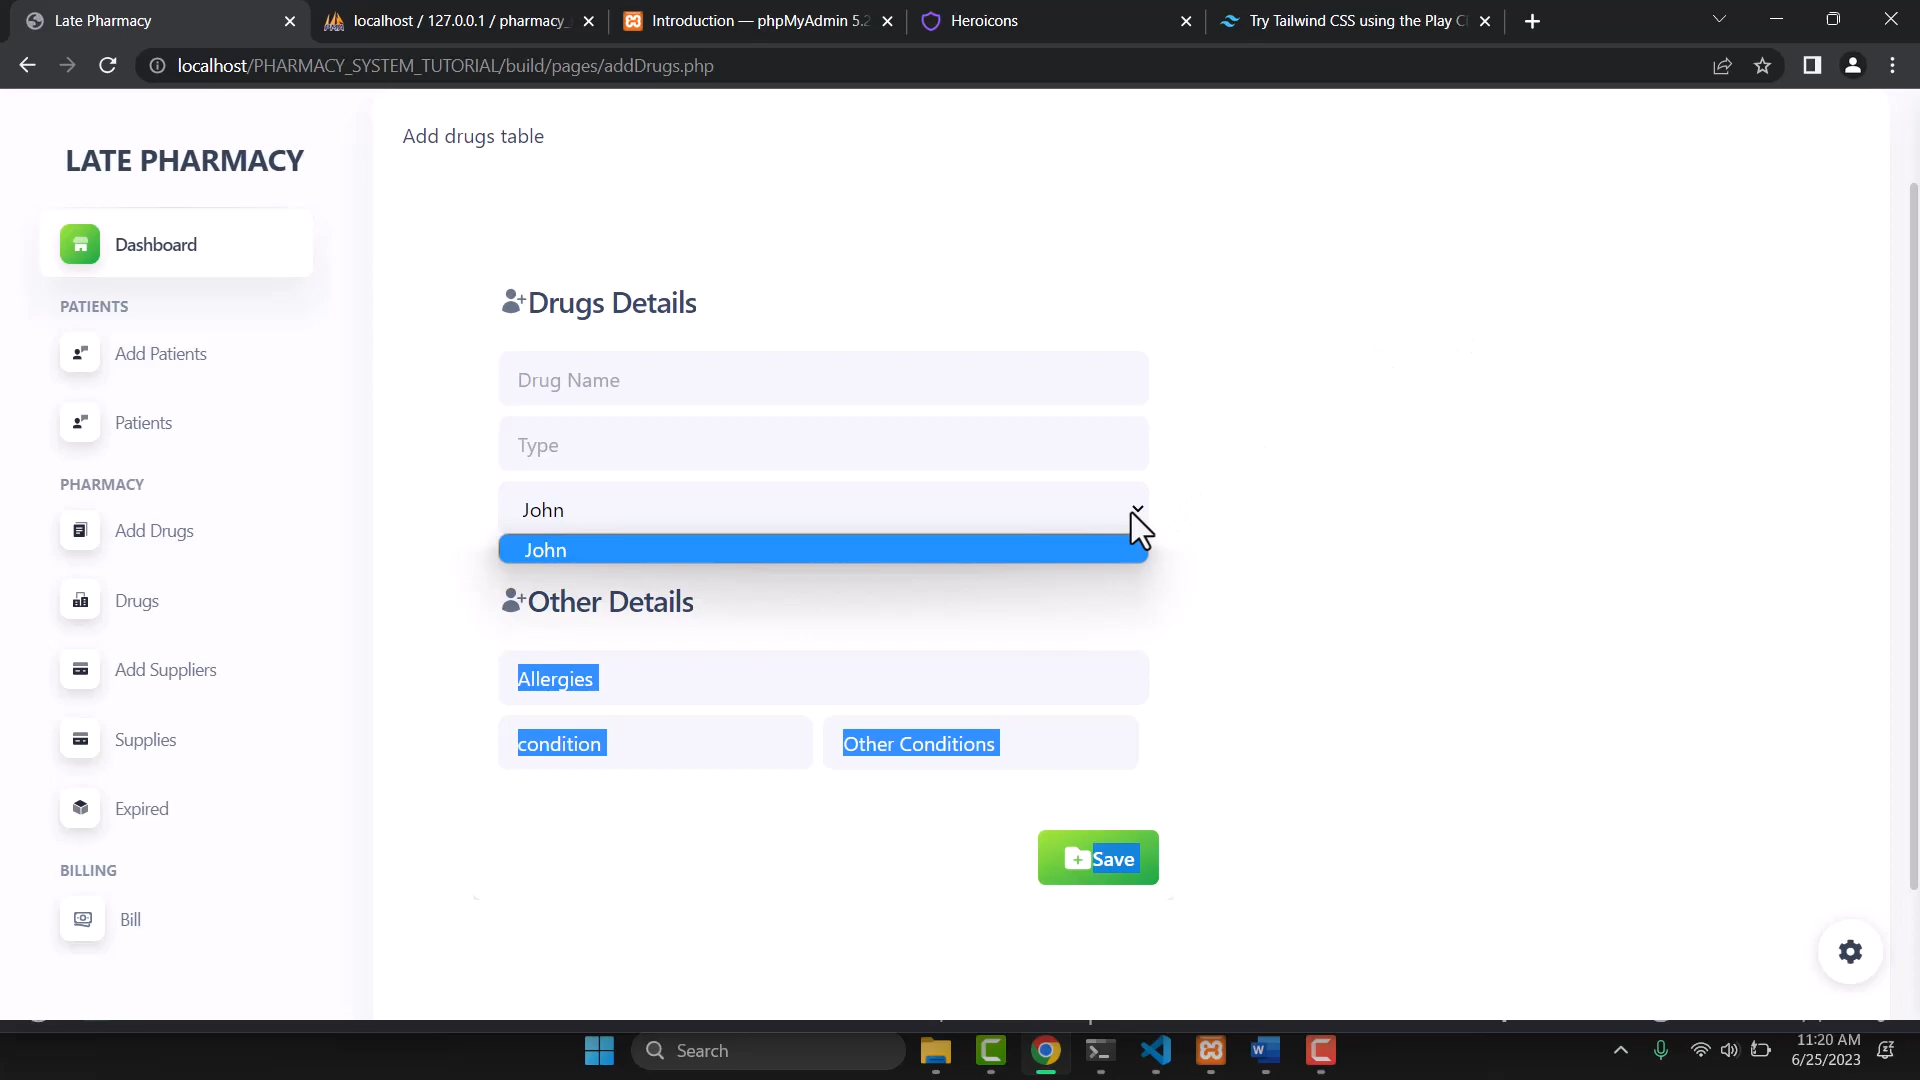 Late Pharmacy
localhost / 127.0.0.1 / pharmacy_
Introduction — phpMyAdmin 5.2
Heroicons
Try Tailwind CSS using the Play C
localhost/PHARMACY_SYSTEM_TUTORIAL/build/pages/addDrugs.php
LATE PHARMACY
Dashboard
PATIENTS
Add Patients
Patients
PHARMACY
Add Drugs
Drugs
Add Suppliers
Supplies
Expired
BILLING
Bill
Add drugs table
Drugs Details
Drug Name
Type
John
John
Other Details
Allergies
condition
Other Conditions
Save
Search
11:20 AM
6/25/2023